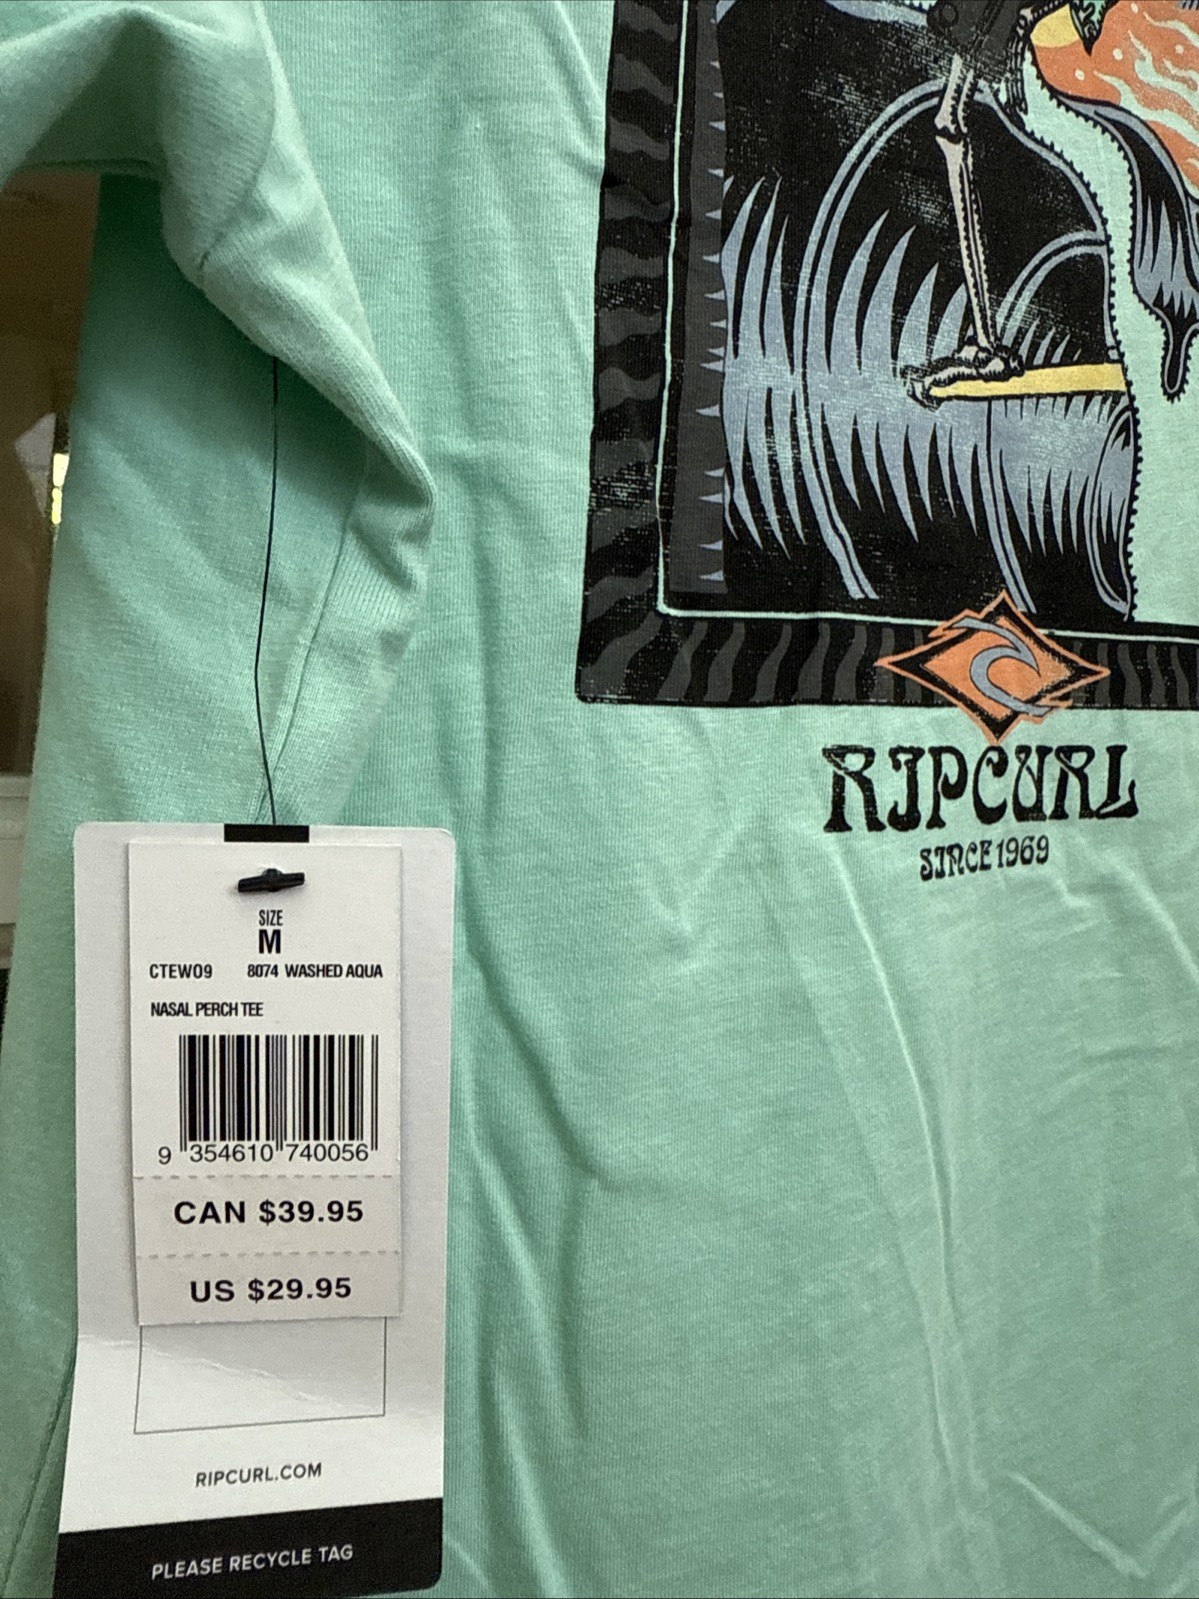 RIPCURL
SINCE 1969
SIZE
M
CTEW09 8074 WASHED AQUA
NASAL PERCH TEE
9 354610 740056
CAN $39.95
US $29.95
RIPCURL.COM
PLEASE RECYCLE TAG